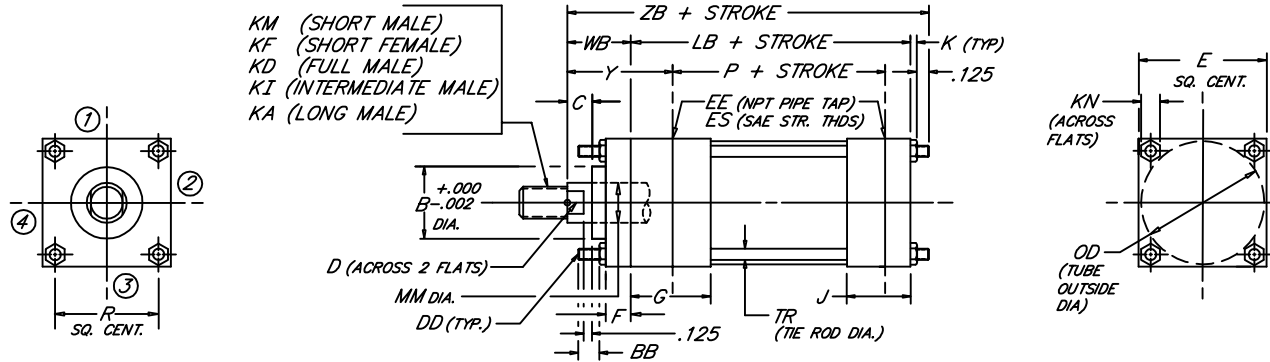 KM (SHORT MALE)
KF (SHORT FEMALE)
KD (FULL MALE)
KI (INTERMEDIATE MALE)
KA (LONG MALE)
ZB + STROKE
WB
LB + STROKE
K (TYP)
Y
P + STROKE
.125
C
EE (NPT PIPE TAP)
ES (SAE STR. THDS)
E
SQ. CENT.
KN
(ACROSS
FLATS)
1
2
3
4
R
SQ. CENT.
+.000
B-.002
DIA.
D (ACROSS 2 FLATS)
MM DIA.
DD (TYP.)
G
J
F
.125
BB
TR
(TIE ROD DIA.)
OD
(TUBE
OUTSIDE
DIA)